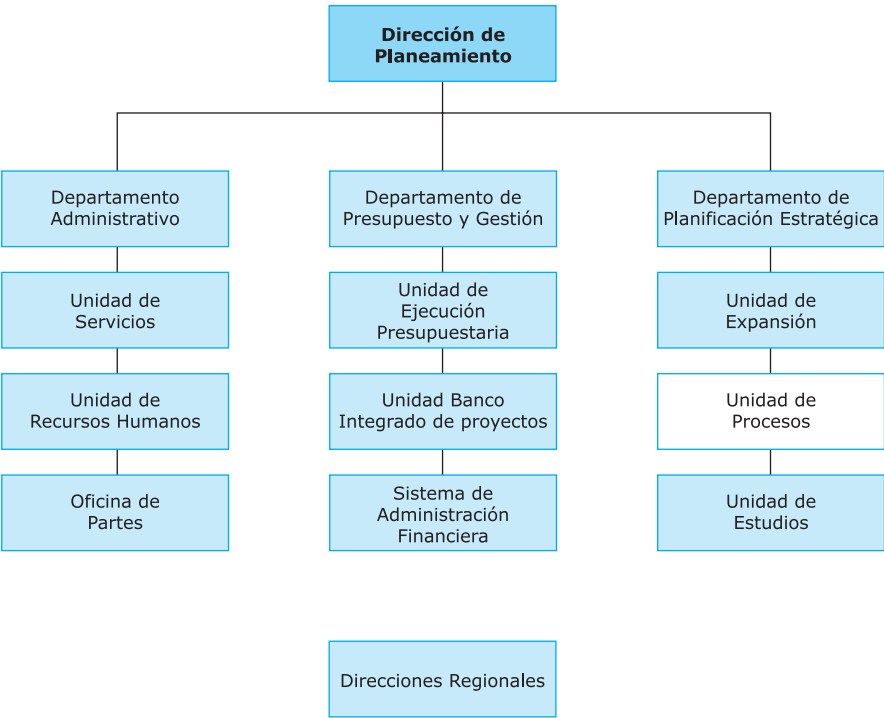 Dirección de
Planeamiento
Departamento
Administrativo
Departamento de
Presupuesto y Gestión
Departamento de
Planificación Estratégica
Unidad de
Servicios
Unidad de
Ejecución
Presupuestaria
Unidad de
Expansión
Unidad de
Recursos Humanos
Unidad Banco
Integrado de proyectos
Unidad de
Procesos
Oficina de
Partes
Sistema de
Administración
Financiera
Unidad de
Estudios
Direcciones Regionales